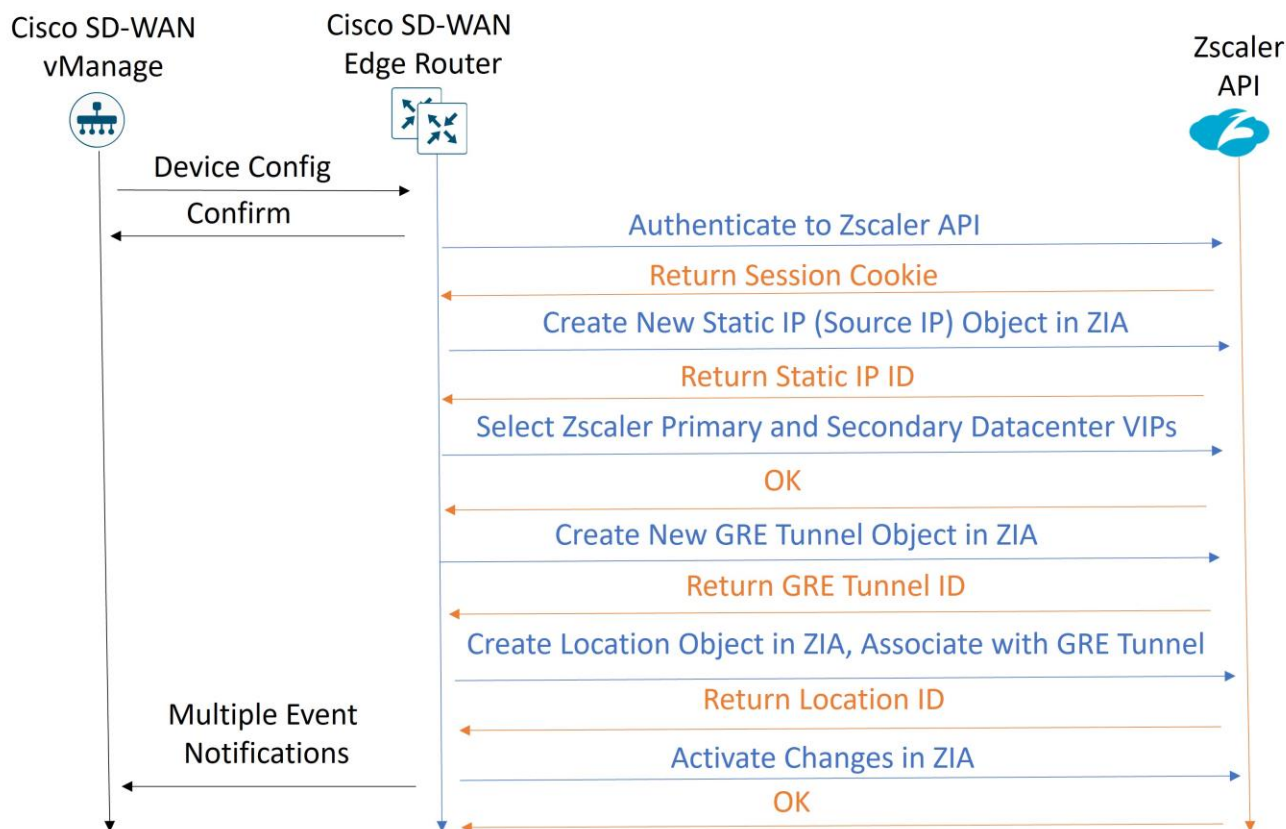 Cisco SD-WAN
vManage
Cisco SD-WAN
Edge Router
Zscaler
API
Device Config
Confirm
Authenticate to Zscaler API
Return Session Cookie
Create New Static IP (Source IP) Object in ZIA
Return Static IP ID
Select Zscaler Primary and Secondary Datacenter VIPs
OK
Create New GRE Tunnel Object in ZIA
Return GRE Tunnel ID
Create Location Object in ZIA, Associate with GRE Tunnel
Return Location ID
Multiple Event
Notifications
Activate Changes in ZIA
OK